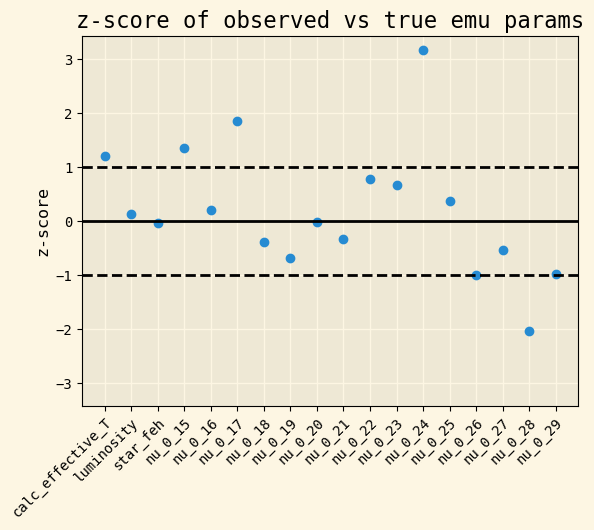 z-score of observed vs true emu params
z-score
3
2
1
0
−1
−2
−3
calc_effective_T
luminosity
star_feh
nu_0_15
nu_0_16
nu_0_17
nu_0_18
nu_0_19
nu_0_20
nu_0_21
nu_0_22
nu_0_23
nu_0_24
nu_0_25
nu_0_26
nu_0_27
nu_0_28
nu_0_29